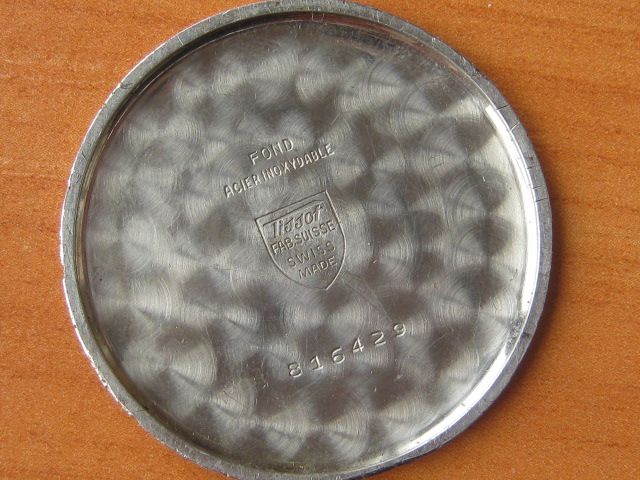 FOND
ACIER INOXYDABLE
Tissot
FAB. SUISSE
SWISS
MADE
816429